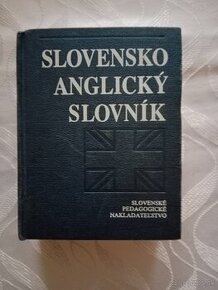 SLOVENSKO
ANGLICKÝ
SLOVNÍK
SLOVENSKÉ
PEDAGOGICKÉ
NAKLADATEĽSTVO